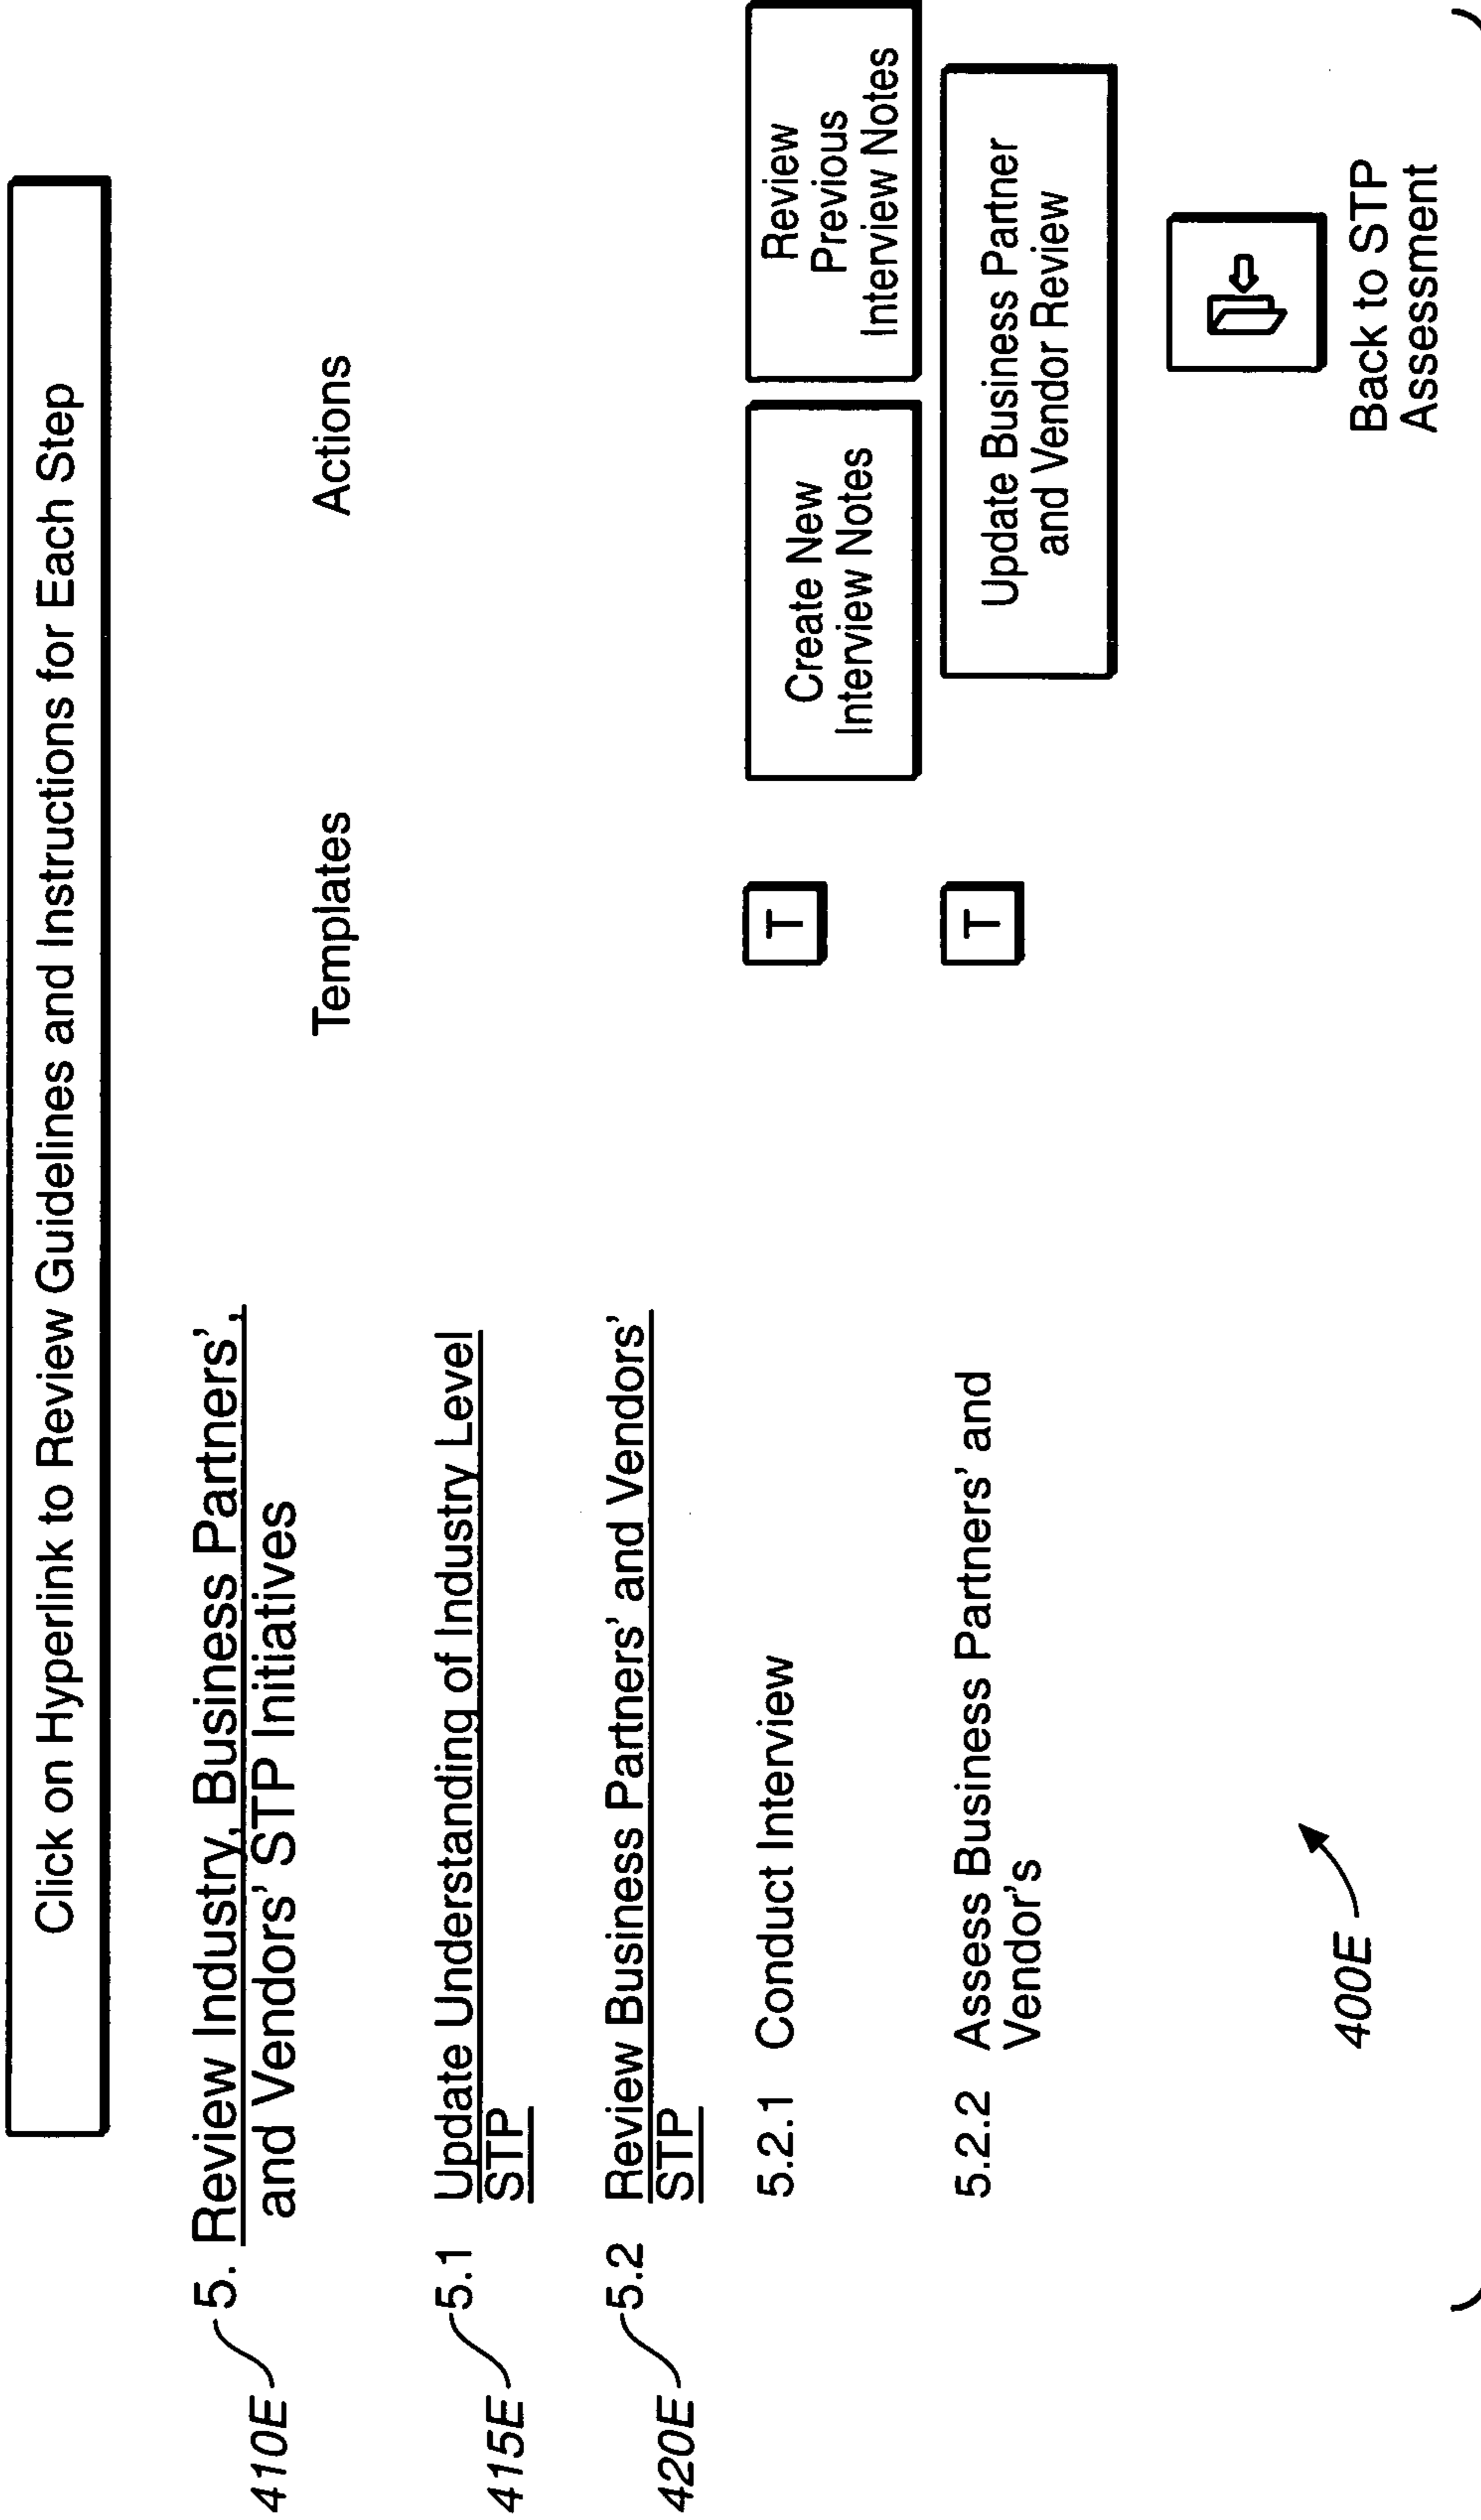 Click on Hyperlink to Review Guidelines and Instructions for Each Step
410E
5. Review Industry, Business Partners',
and Vendors' STP Initiatives
Templates
Actions
415E
5.1 Update Understanding of Industry Level
STP
420E
5.2 Review Business Partners' and Vendors'
STP
5.2.1 Conduct Interview
T
Create New
Interview Notes
Review
Previous
Interview Notes
5.2.2 Assess Business Partners' and
Vendor's
T
Update Business Partner
and Vendor Review
400E
Back to STP
Assessment